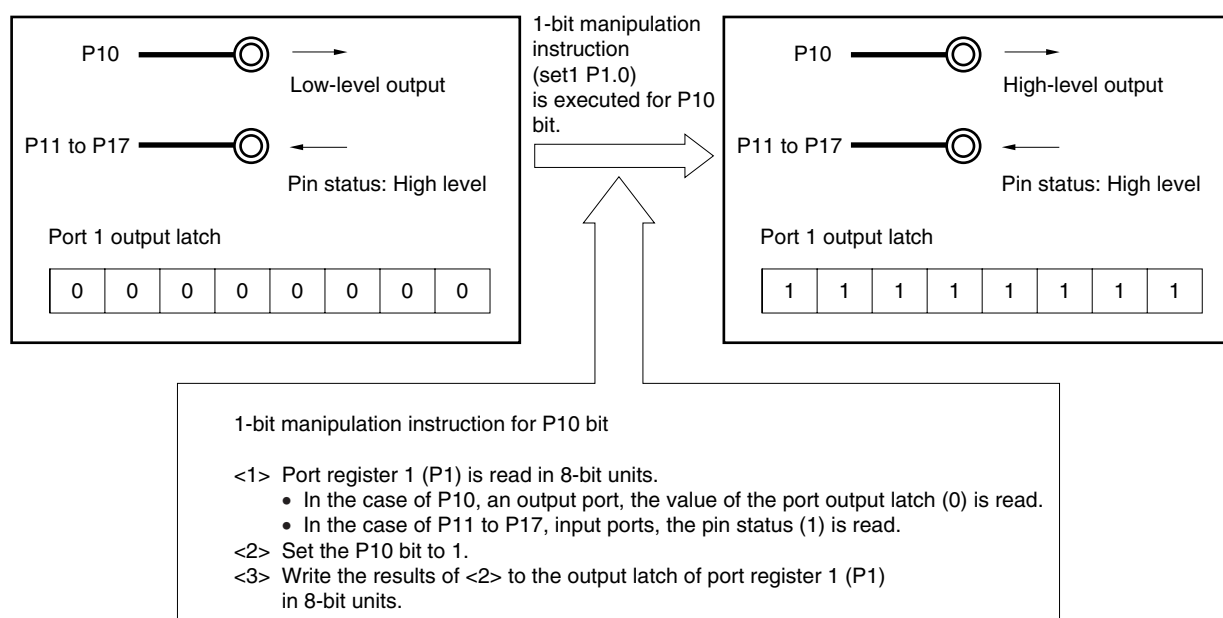 P10
Low-level output
P11 to P17
Pin status: High level
Port 1 output latch
0 0 0 0 0 0 0 0
1-bit manipulation
instruction
(set1 P1.0)
is executed for P10
bit.
P10
High-level output
P11 to P17
Pin status: High level
Port 1 output latch
1 1 1 1 1 1 1 1
1-bit manipulation instruction for P10 bit
<1> Port register 1 (P1) is read in 8-bit units.
• In the case of P10, an output port, the value of the port output latch (0) is read.
• In the case of P11 to P17, input ports, the pin status (1) is read.
<2> Set the P10 bit to 1.
<3> Write the results of <2> to the output latch of port register 1 (P1)
in 8-bit units.